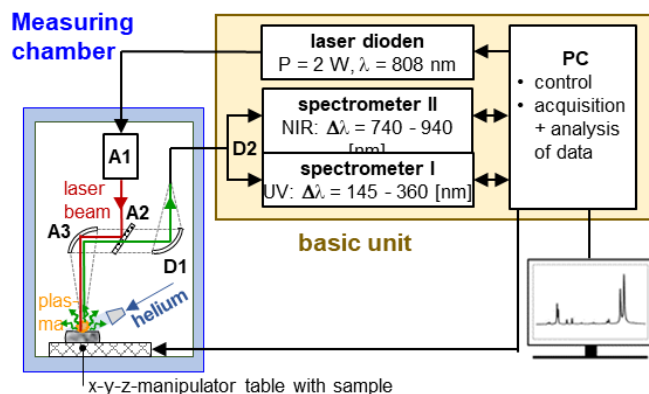 Measuring
chamber
laser dioden
P = 2 W, λ = 808 nm
PC
• control
• acquisition
+ analysis
of data
spectrometer II
NIR: Δλ = 740 - 940
[nm]
D2
spectrometer I
UV: Δλ = 145 - 360 [nm]
basic unit
A1
laser
beam
A2
A3
D1
plas-
ma
helium
x-y-z-manipulator table with sample